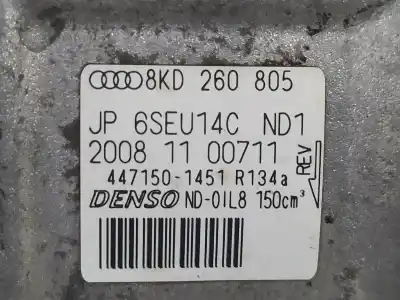 8KD 260 805
JP 6SEU14C ND1
2008 11 00711
447150-1451 R134a
DENSO ND-OIL8 150cm³
REV